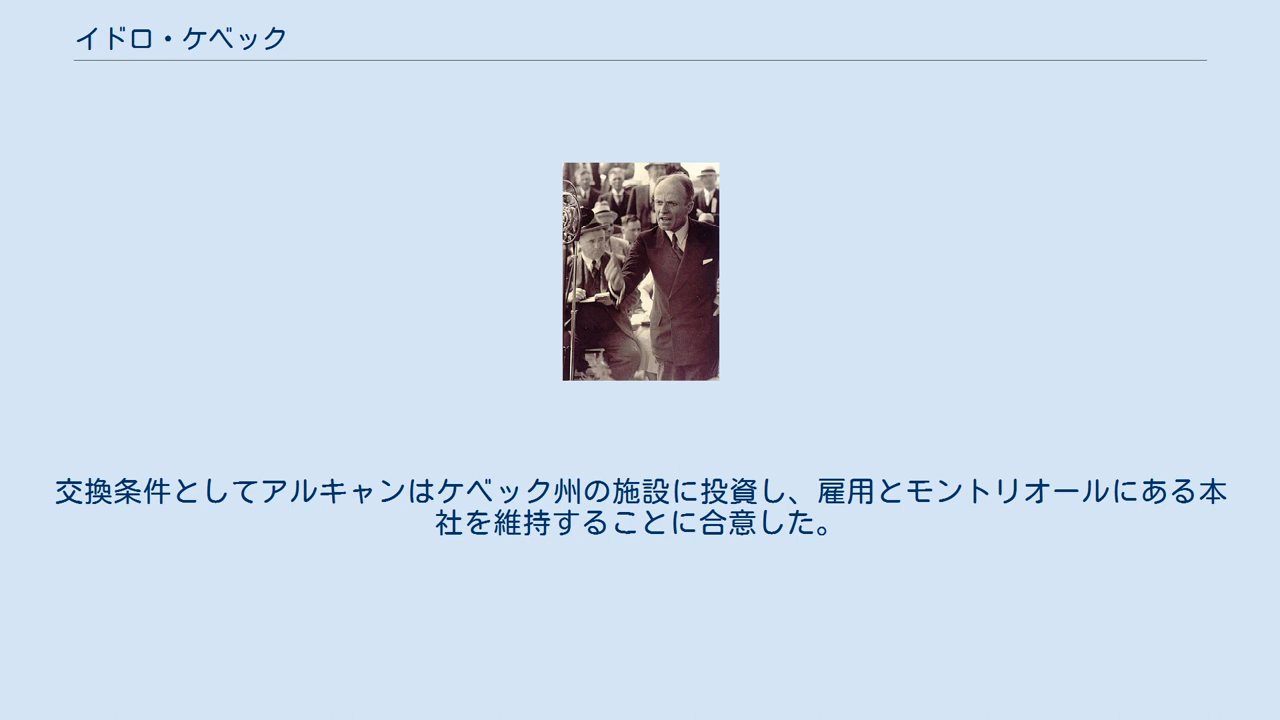 イドロ・ケベック
交換条件としてアルキャンはケベック州の施設に投資し、雇用とモントリオールにある本
社を維持することに合意した。